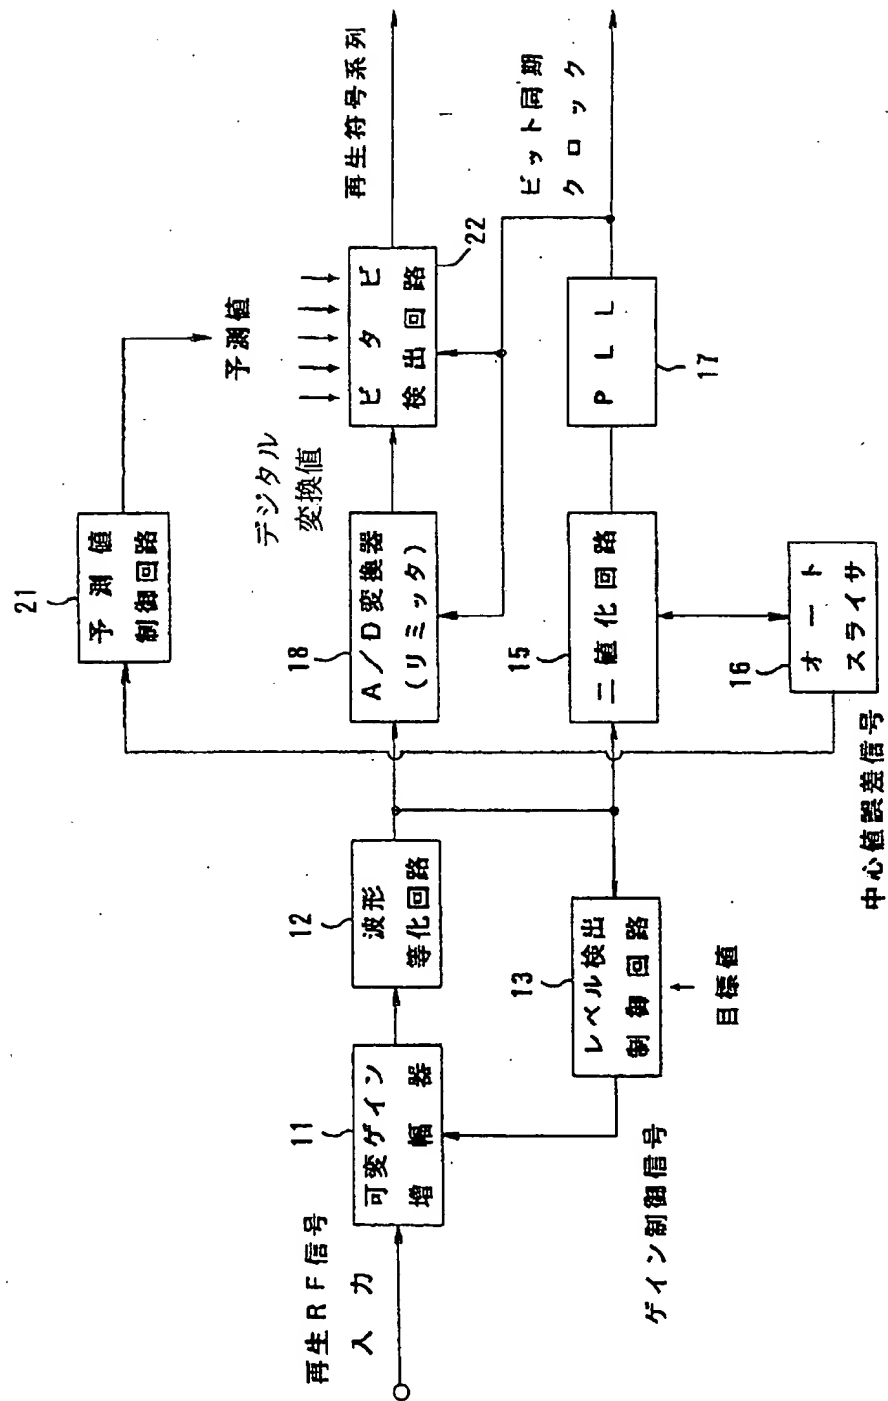 再生RF信号
入力
11
可変ゲイン
増幅器
ゲイン制御信号
12
波形
等化回路
13
レベル検出
制御回路
目標値
21
予測値
制御回路
予測値
18
A/D変換器
(リミッタ)
デジタル
変換値
ビタビ
検出回路
22
再生符号系列
15
二値化回路
16
オート
スライサ
中心値誤差信号
PLL
17
ビット同期
クロック